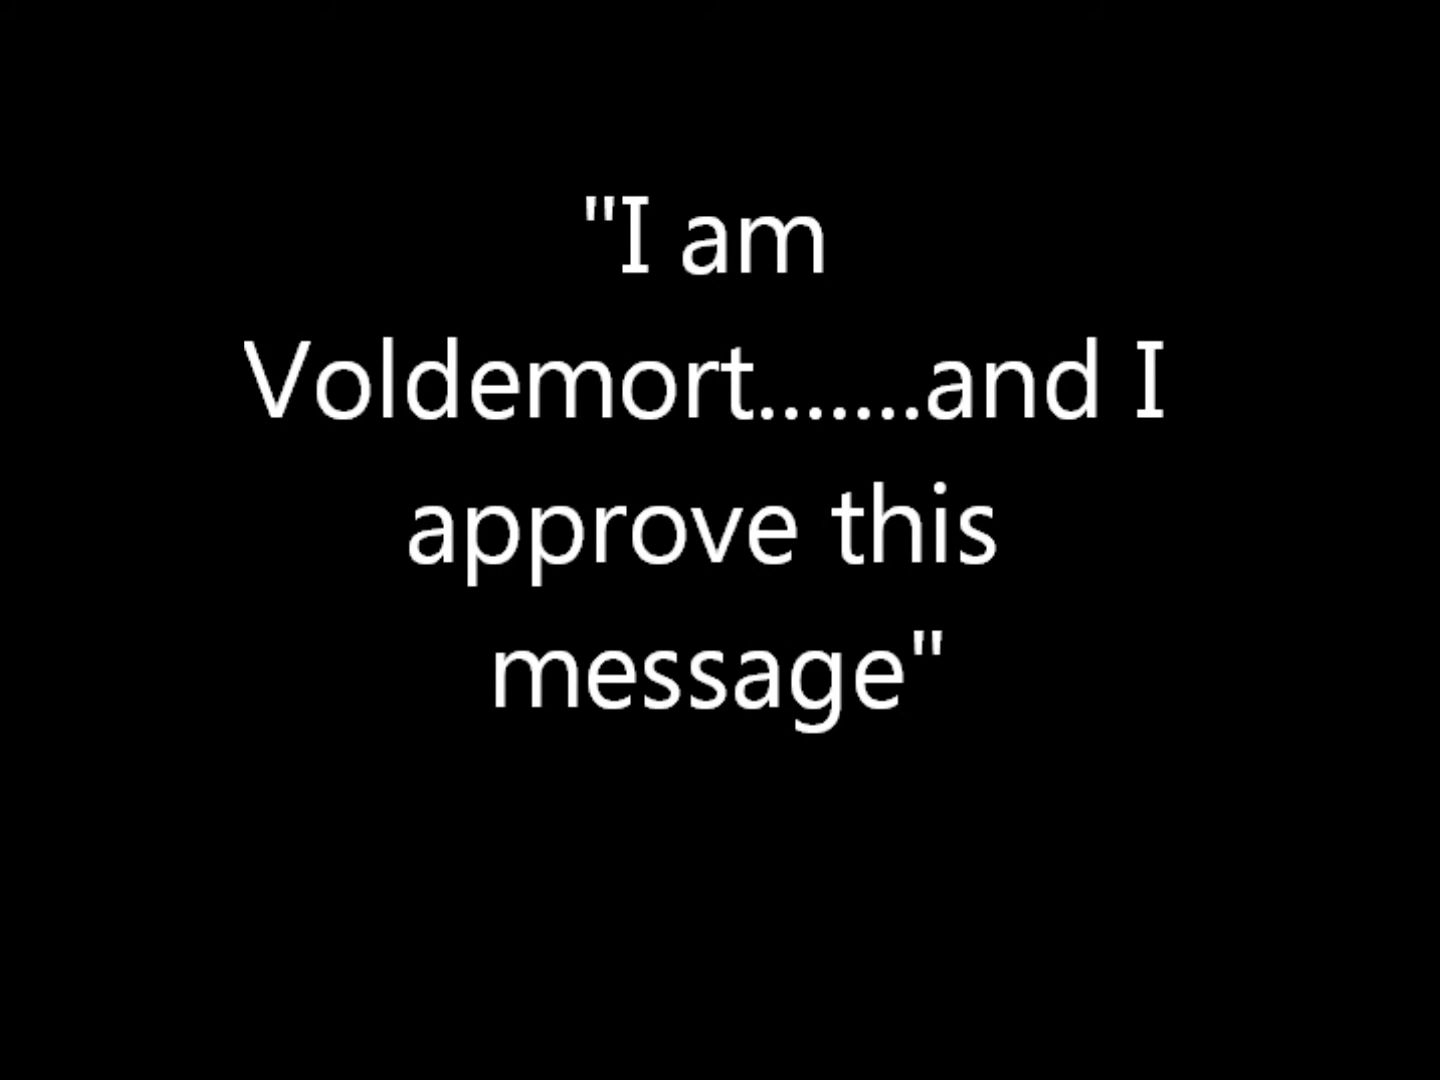 "I am
Voldemort.......and I
approve this
message"